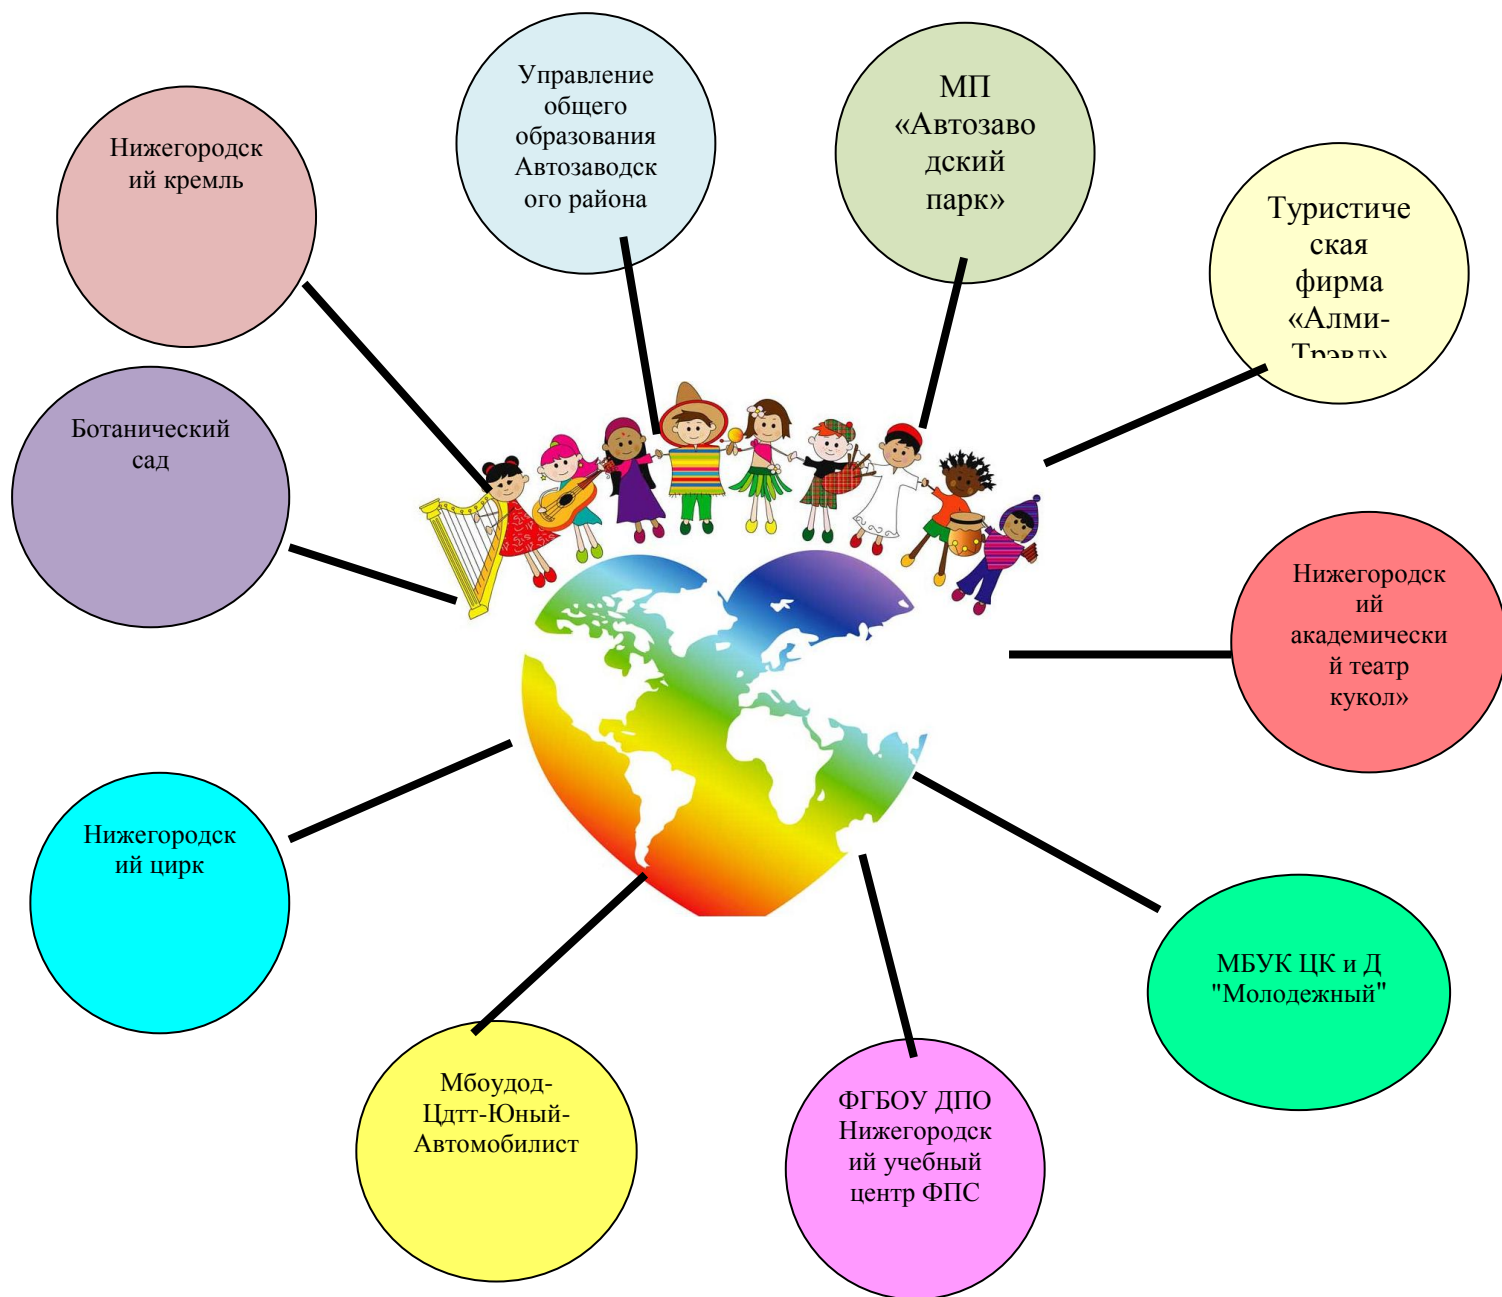 Управление
общего
образования
Автозаводск
ого района
МП
«Автозаво
дский
парк»
Нижегородск
ий кремль
Туристиче
ская
фирма
«Алми-
Трэвл»
Ботанический
сад
Нижегородск
ий
академически
й театр
кукол»
Нижегородск
ий цирк
МБУК ЦК и Д
"Молодежный"
Мбоудод-
Цдтт-Юный-
Автомобилист
ФГБОУ ДПО
Нижегородск
ий учебный
центр ФПС